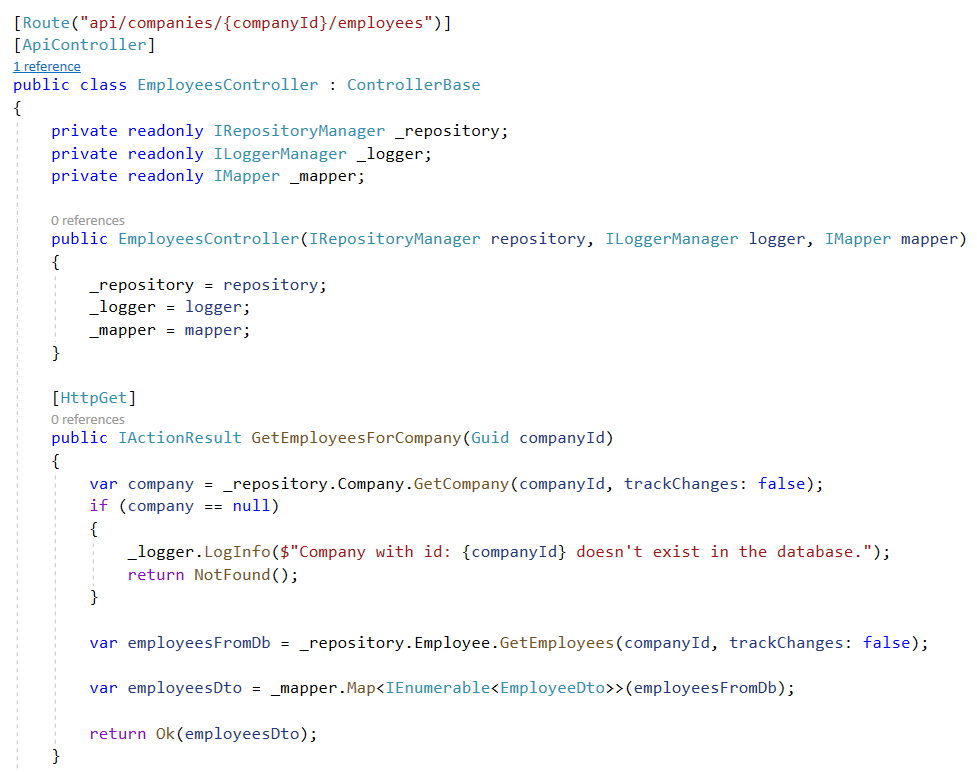 [Route("api/companies/{companyId}/employees")]
[ApiController]
1 reference
public class EmployeesController : ControllerBase
{
    private readonly IRepositoryManager _repository;
    private readonly ILoggerManager _logger;
    private readonly IMapper _mapper;

    0 references
    public EmployeesController(IRepositoryManager repository, ILoggerManager logger, IMapper mapper)
    {
        _repository = repository;
        _logger = logger;
        _mapper = mapper;
    }

    [HttpGet]
    0 references
    public IActionResult GetEmployeesForCompany(Guid companyId)
    {
        var company = _repository.Company.GetCompany(companyId, trackChanges: false);
        if (company == null)
        {
            _logger.LogInfo($"Company with id: {companyId} doesn't exist in the database.");
            return NotFound();
        }

        var employeesFromDb = _repository.Employee.GetEmployees(companyId, trackChanges: false);

        var employeesDto = _mapper.Map<IEnumerable<EmployeeDto>>(employeesFromDb);

        return Ok(employeesDto);
    }